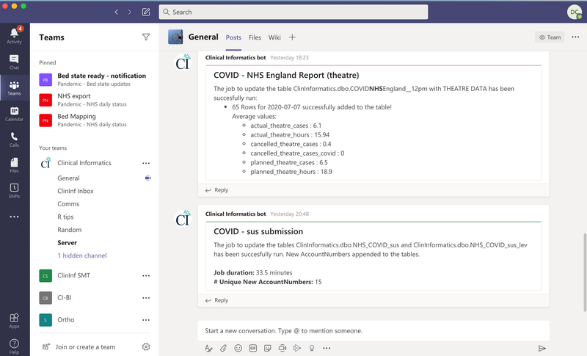 Search
DC
Activity
4
Chat
Teams
Calendar
Calls
Files
Shifts
Apps
Help
Teams
Pinned
Bed state ready - notification
Pandemic - Bed state updates
NHS export
Pandemic - NHS daily status
Bed Mapping
Pandemic - NHS daily status
Your teams
Clinical Informatics
General
ClinInf Inbox
Comms
R tips
Random
Server
1 hidden channel
ClinInf SMT
CI-BI
Ortho
Join or create a team
General
Posts
Files
Wiki
Team
CI
Clinical Informatics bot Yesterday 18:23
COVID - NHS England Report (theatre)
The job to update the table ClinInformatics.dbo.COVIDNHSEngland__12pm with THEATRE DATA has been
succesfully run:
65 Rows for 2020-07-07 successfully added to the table!
Average values:
actual_theatre_cases : 6.1
actual_theatre_hours : 15.94
cancelled_theatre_cases : 0.4
cancelled_theatre_cases_covid : 0
planned_theatre_cases : 6.5
planned_theatre_hours : 18.9
Reply
CI
Clinical Informatics bot Yesterday 20:48
COVID - sus submission
The job to update the tables ClinInformatics.dbo.NHS_COVID_sus and ClinInformatics.dbo.NHS_COVID_sus_lev
has been succesfully run. New AccountNumbers appended to the tables.
Job duration: 33.5 minutes
# Unique New AccountNumbers: 15
Reply
Start a new conversation. Type @ to mention someone.